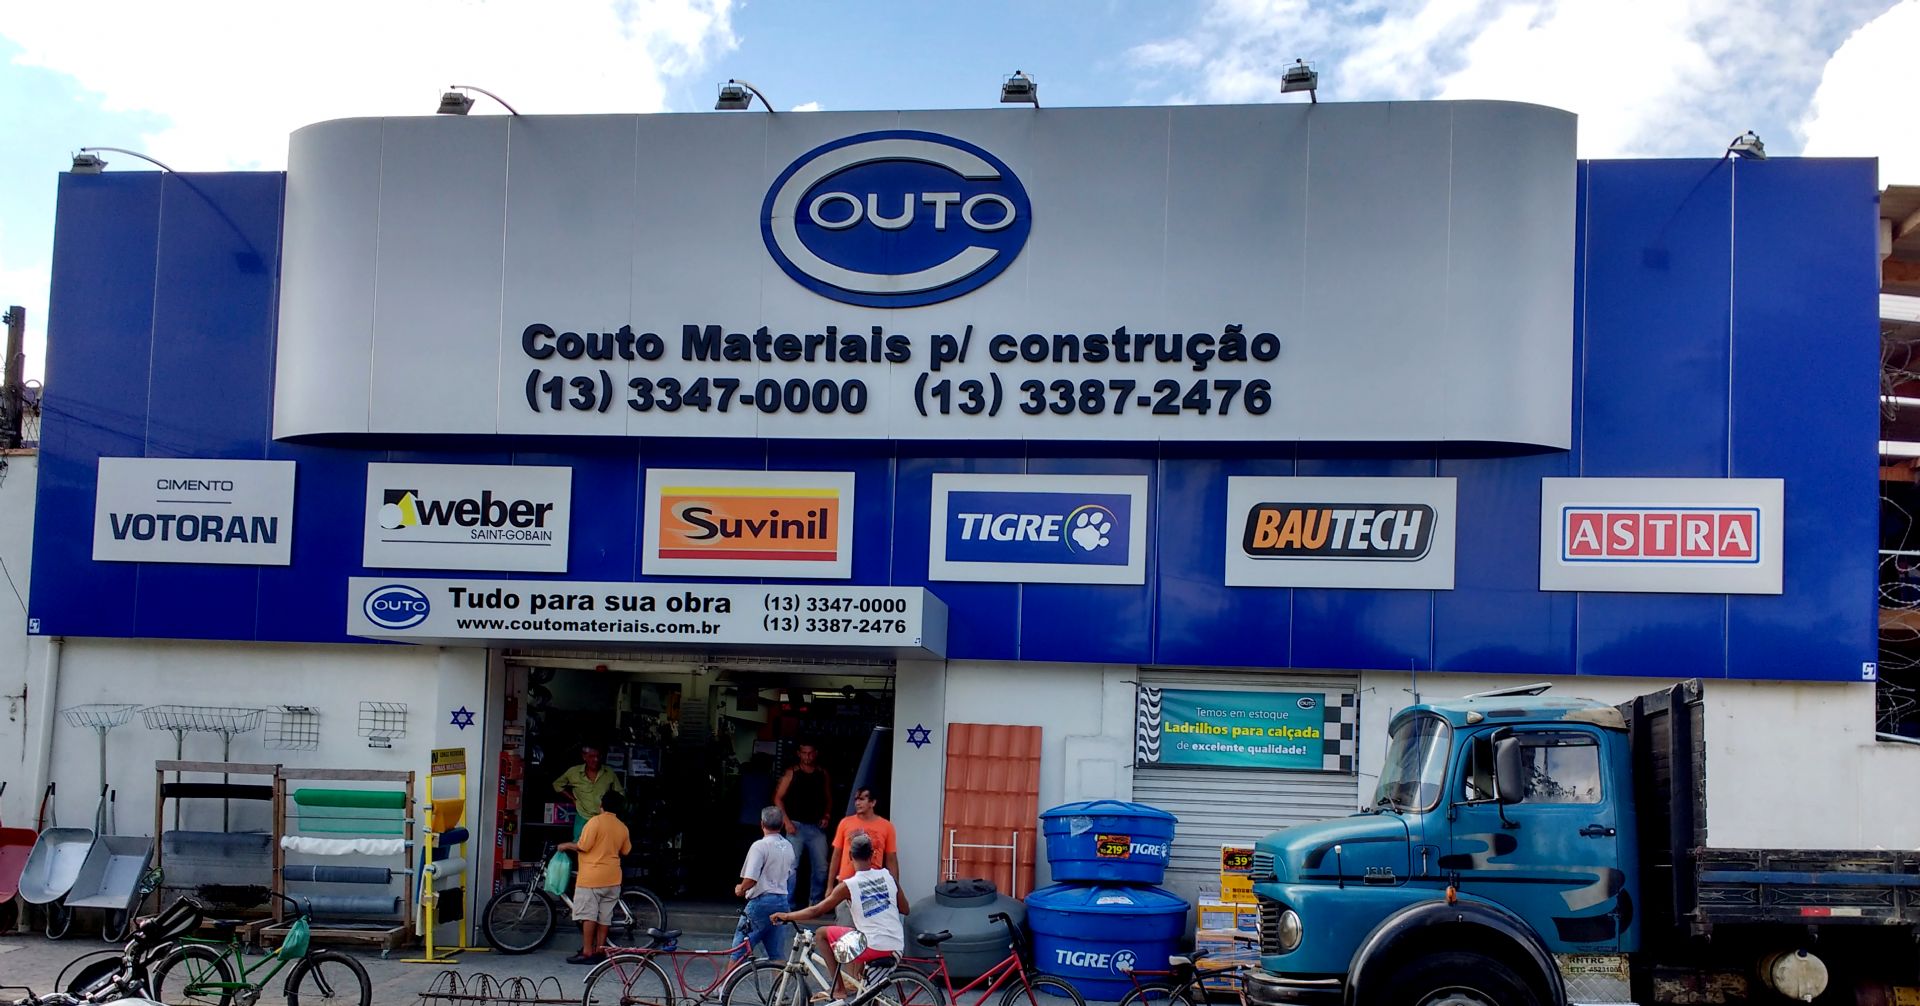 COUTO
Couto Materiais p/ construção
(13) 3347-0000 (13) 3387-2476
CIMENTO
VOTORAN
weber
SAINT-GOBAIN
Suvinil
TIGRE
BAUTECH
ASTRA
COUTO
Tudo para sua obra
www.coutomateriais.com.br
(13) 3347-0000
(13) 3387-2476
COUTO
Temos em estoque
Ladrilhos para calçada
de excelente qualidade!
R$ 219
TIGRE
R$ 39
TIGRE
1316